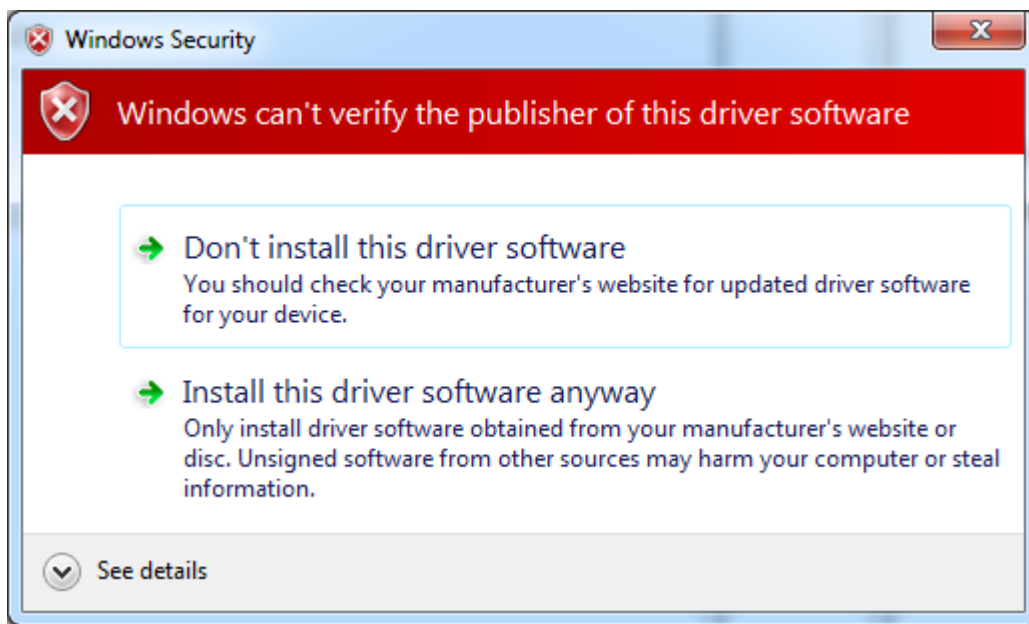 Windows Security
Windows can't verify the publisher of this driver software
Don't install this driver software
You should check your manufacturer's website for updated driver software
for your device.
Install this driver software anyway
Only install driver software obtained from your manufacturer's website or
disc. Unsigned software from other sources may harm your computer or steal
information.
See details